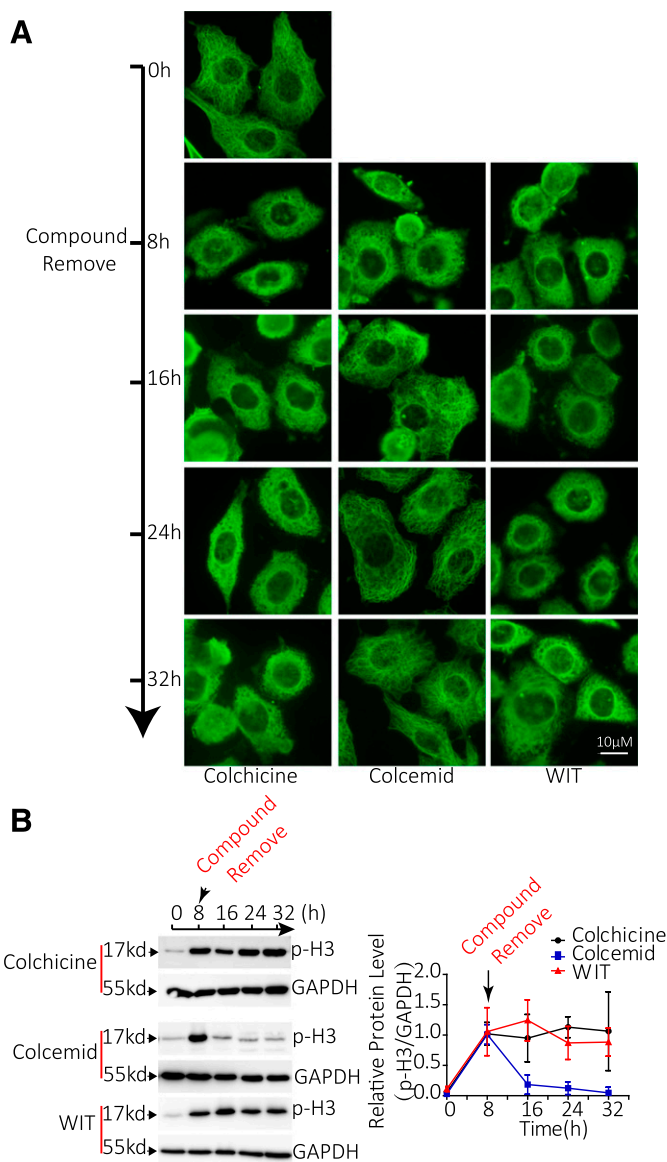 A
0h
Compound
Remove
8h
16h
24h
32h
10μM
Colchicine Colcemid WIT
B
Compound
Remove
0 8 16 24 32 (h)
Colchicine
17kd p-H3
55kd GAPDH
Colcemid
17kd p-H3
55kd GAPDH
WIT
17kd p-H3
55kd GAPDH
Compound
Remove
Colchicine
Colcemid
WIT
Relative Protein Level
(p-H3/GAPDH)
2.0
1.5
1.0
0.5
0.0
0 8 16 24 32
Time(h)